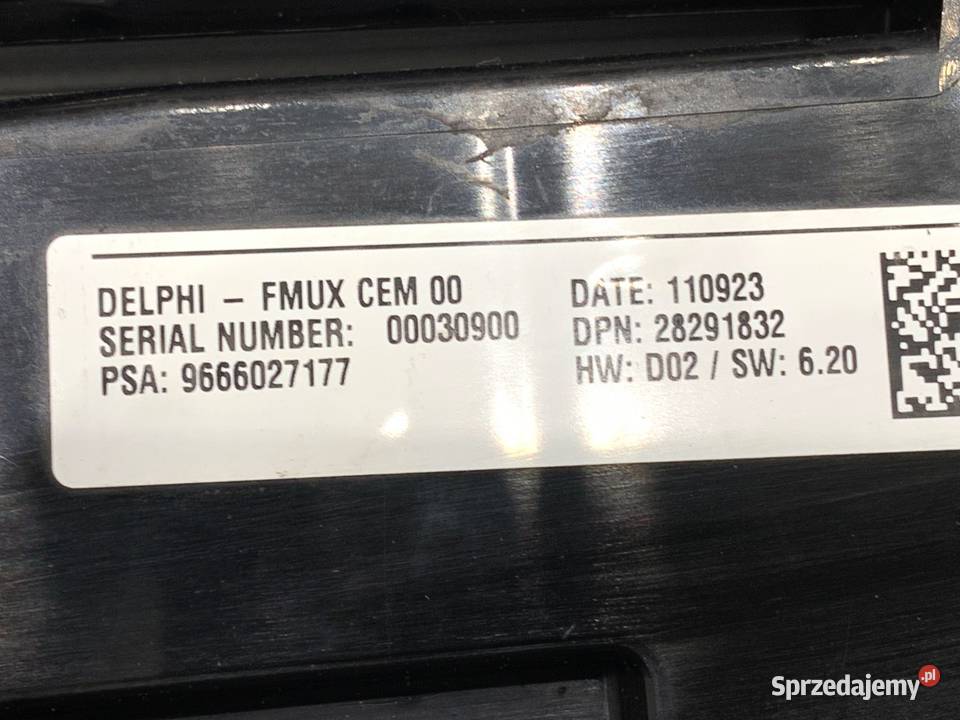 DELPHI – FMUX CEM 00
SERIAL NUMBER: 00030900
PSA: 9666027177
DATE: 110923
DPN: 28291832
HW: D02 / SW: 6.20
Sprzedajemy.pl